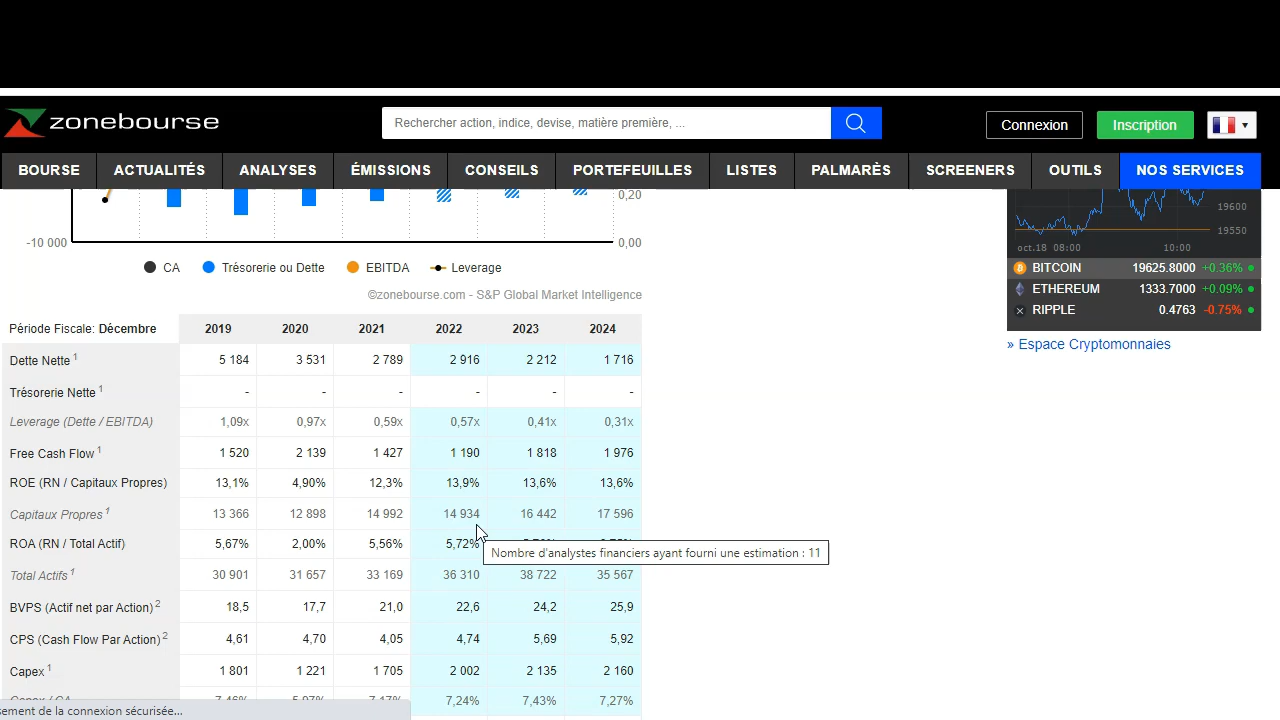 zonebourse
Rechercher action, indice, devise, matière première, ...
Connexion
Inscription
BOURSE ACTUALITÉS ANALYSES ÉMISSIONS CONSEILS PORTEFEUILLES LISTES PALMARÈS SCREENERS OUTILS NOS SERVICES
0,20
-10 000 0,00
CA Trésorerie ou Dette EBITDA Leverage
©zonebourse.com - S&P Global Market Intelligence
19600
19550
oct.18 08:00 10:00
BITCOIN 19625.8000 +0.36%
ETHEREUM 1333.7000 +0.09%
RIPPLE 0.4763 -0.75%
» Espace Cryptomonnaies
Période Fiscale: Décembre 2019 2020 2021 2022 2023 2024
Dette Nette 1 5 184 3 531 2 789 2 916 2 212 1 716
Trésorerie Nette 1 - - - - - -
Leverage (Dette / EBITDA) 1,09x 0,97x 0,59x 0,57x 0,41x 0,31x
Free Cash Flow 1 1 520 2 139 1 427 1 190 1 818 1 976
ROE (RN / Capitaux Propres) 13,1% 4,90% 12,3% 13,9% 13,6% 13,6%
Capitaux Propres 1 13 366 12 898 14 992 14 934 16 442 17 596
ROA (RN / Total Actif) 5,67% 2,00% 5,56% 5,72%
Nombre d'analystes financiers ayant fourni une estimation : 11
Total Actifs 1 30 901 31 657 33 169 36 310 38 722 35 567
BVPS (Actif net par Action) 2 18,5 17,7 21,0 22,6 24,2 25,9
CPS (Cash Flow Par Action) 2 4,61 4,70 4,05 4,74 5,69 5,92
Capex 1 1 801 1 221 1 705 2 002 2 135 2 160
Capex / CA 7,24% 7,43% 7,27%
sement de la connexion sécurisée...